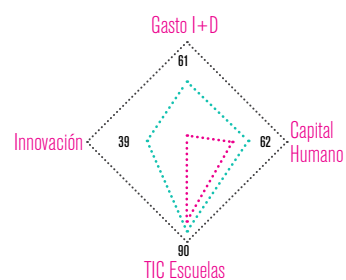 Gasto I+D
61
Innovación
39
62
Capital
Humano
90
TIC Escuelas